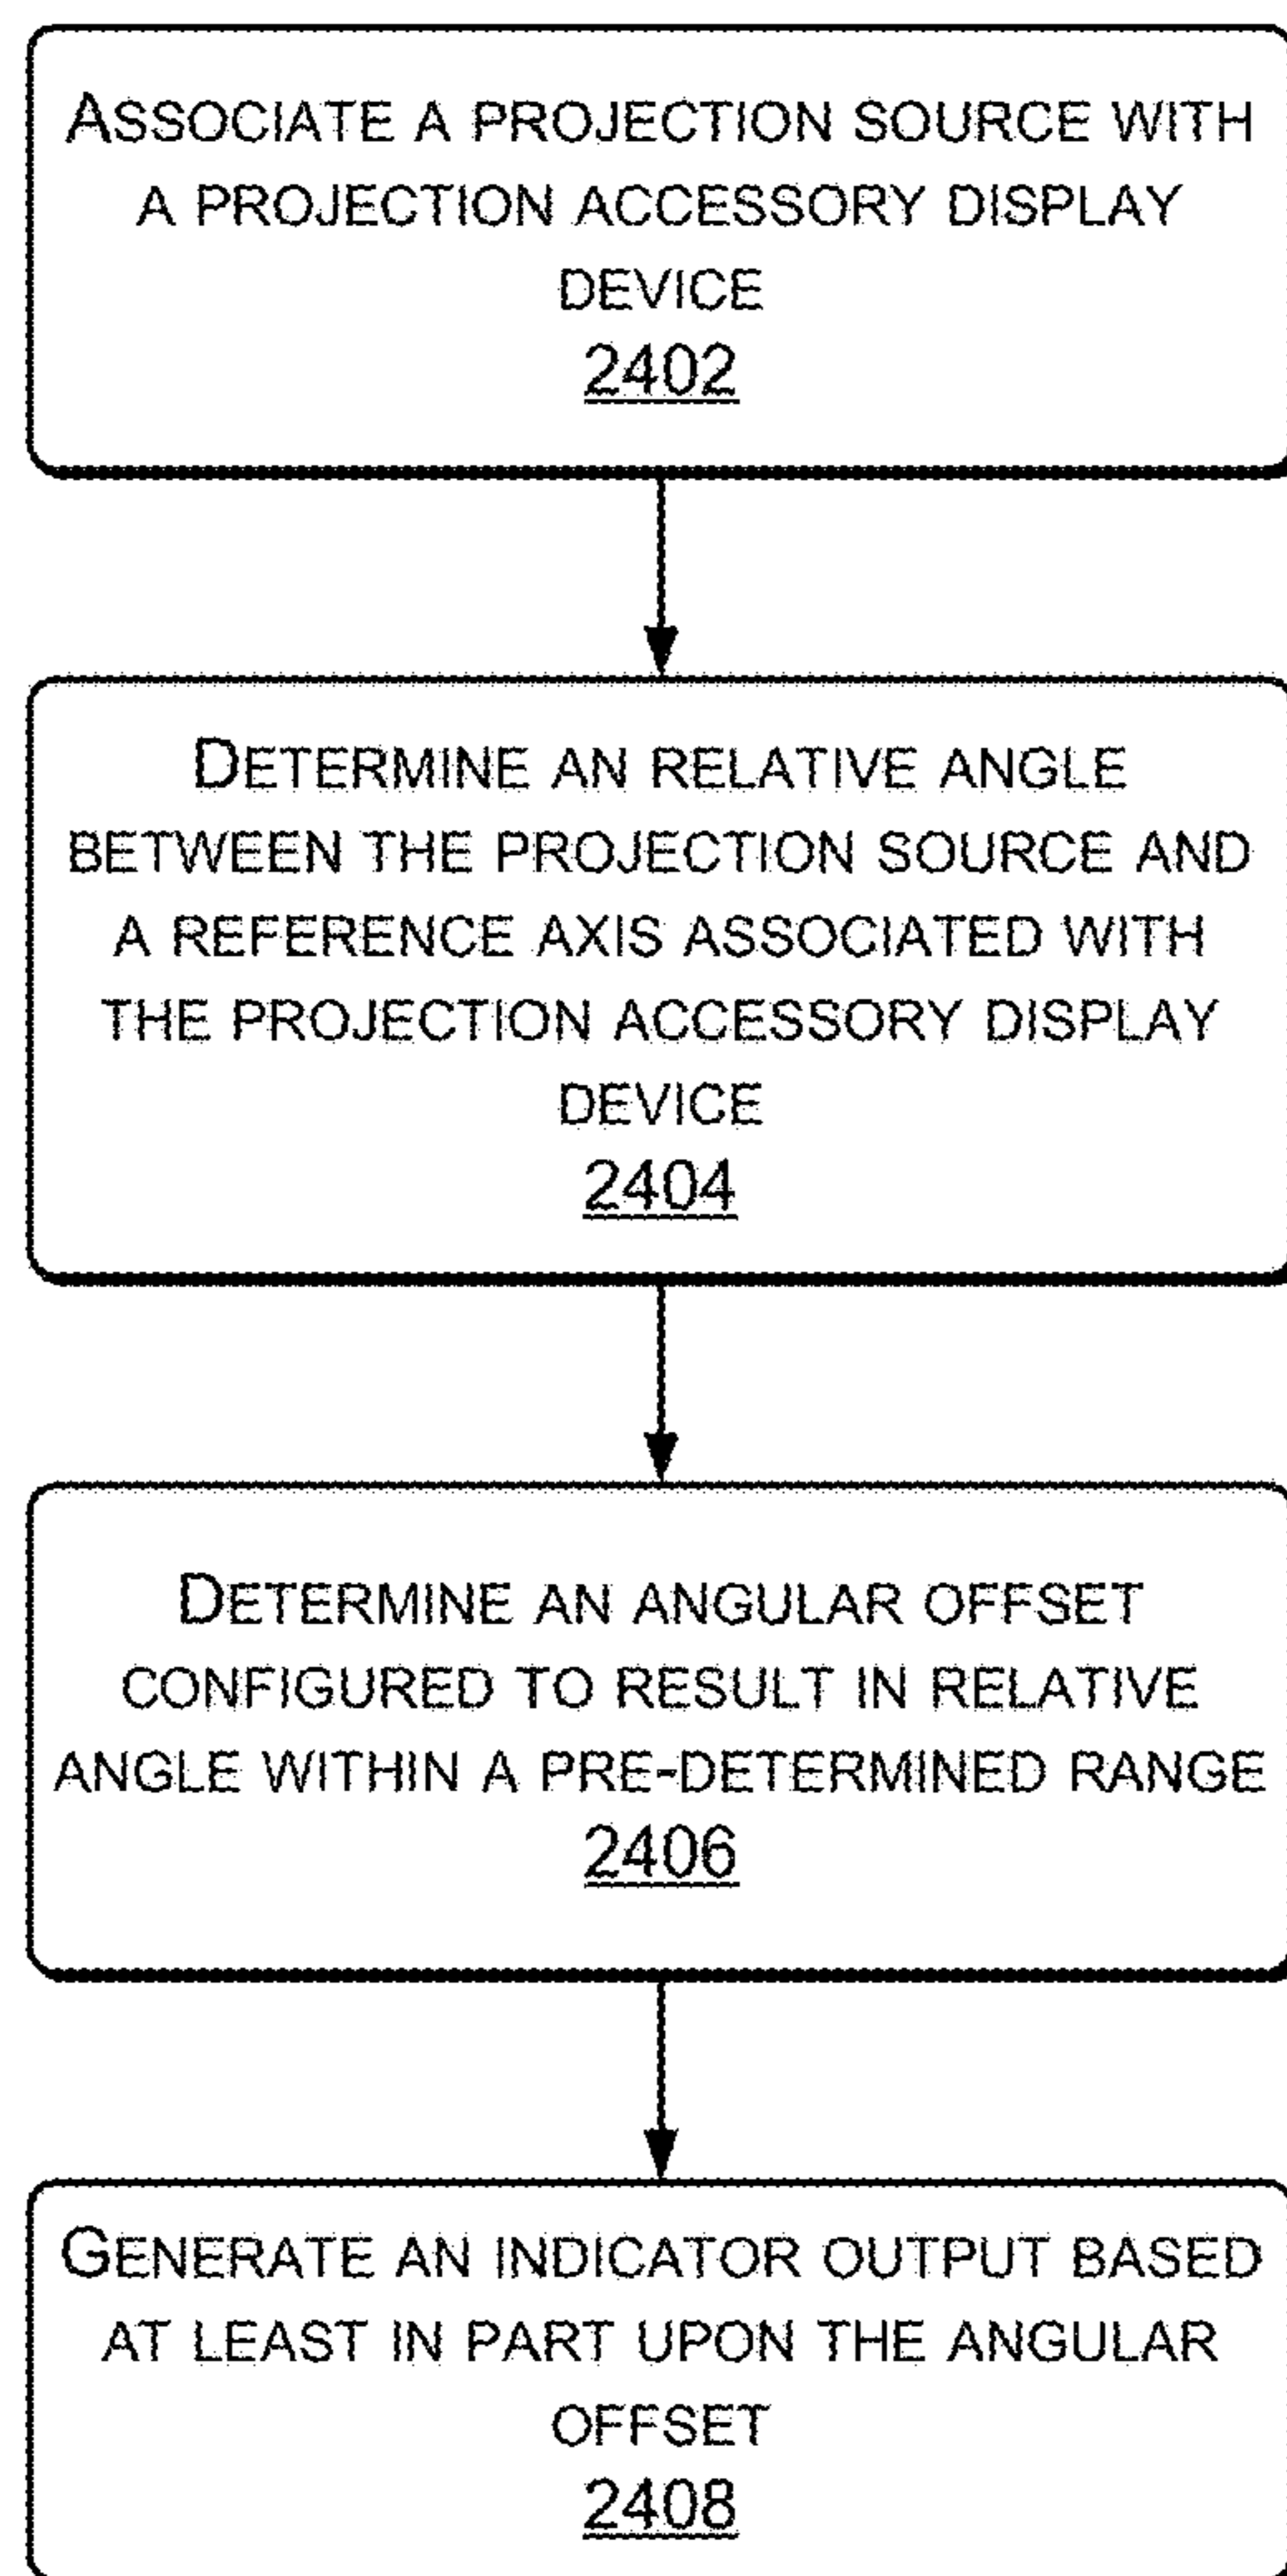 ASSOCIATE A PROJECTION SOURCE WITH
A PROJECTION ACCESSORY DISPLAY
DEVICE
2402
DETERMINE AN RELATIVE ANGLE
BETWEEN THE PROJECTION SOURCE AND
A REFERENCE AXIS ASSOCIATED WITH
THE PROJECTION ACCESSORY DISPLAY
DEVICE
2404
DETERMINE AN ANGULAR OFFSET
CONFIGURED TO RESULT IN RELATIVE
ANGLE WITHIN A PRE-DETERMINED RANGE
2406
GENERATE AN INDICATOR OUTPUT BASED
AT LEAST IN PART UPON THE ANGULAR
OFFSET
2408